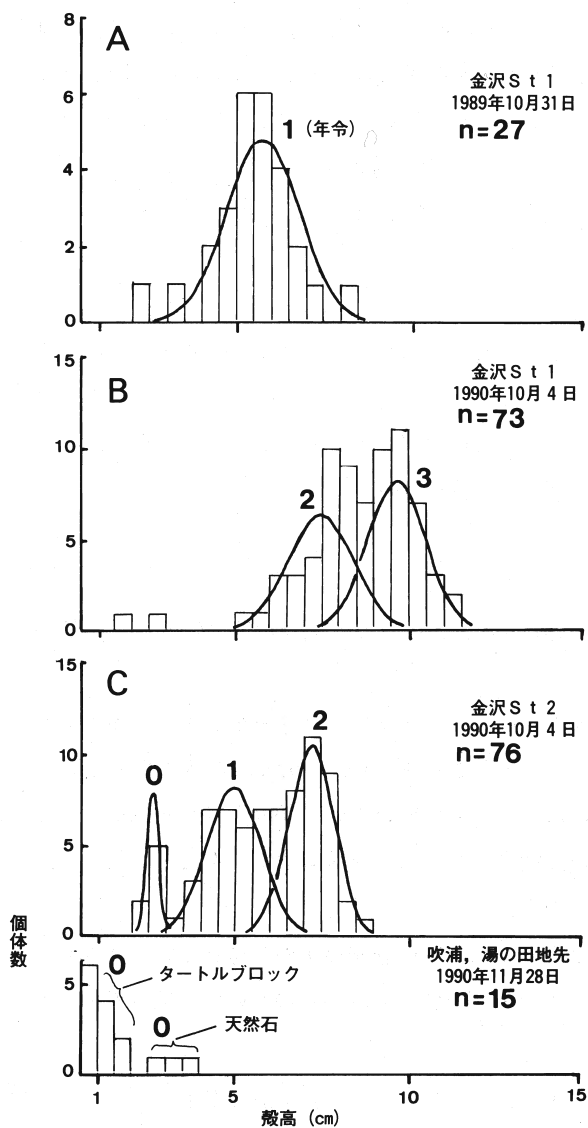 8
6
4
2
0
A
金沢St1
1989年10月31日
n=27
1(年令)
15
10
5
0
B
金沢St1
1990年10月4日
n=73
2
3
15
10
5
0
C
金沢St2
1990年10月4日
n=76
0
1
2
個体数
5
0
吹浦,湯の田地先
1990年11月28日
n=15
0
タートルブロック
0
天然石
1
5
10
15
殻高(cm)